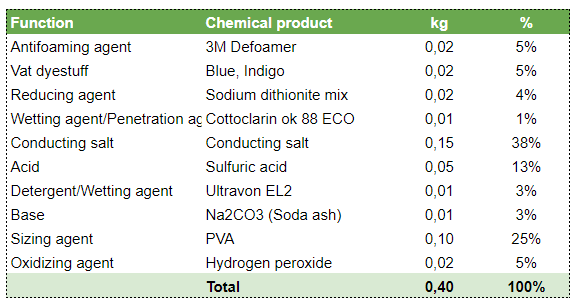 Function Chemical product kg %
Antifoaming agent 3M Defoamer 0,02 5%
Vat dyestuff Blue, Indigo 0,02 5%
Reducing agent Sodium dithionite mix 0,02 4%
Wetting agent/Penetration ag Cottoclarin ok 88 ECO 0,01 1%
Conducting salt Conducting salt 0,15 38%
Acid Sulfuric acid 0,05 13%
Detergent/Wetting agent Ultravon EL2 0,01 3%
Base Na2CO3 (Soda ash) 0,01 3%
Sizing agent PVA 0,10 25%
Oxidizing agent Hydrogen peroxide 0,02 5%
Total 0,40 100%